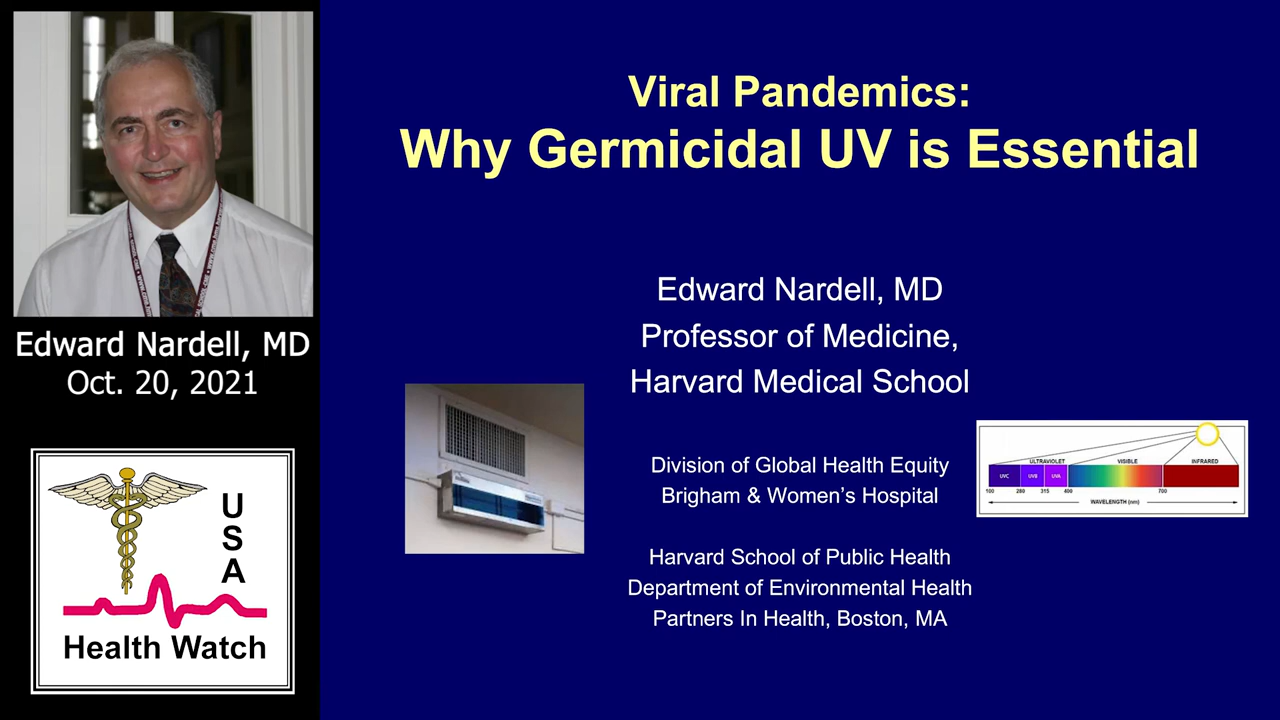 Viral Pandemics:
Why Germicidal UV is Essential
Edward Nardell, MD
Professor of Medicine,
Harvard Medical School
Division of Global Health Equity
Brigham & Women's Hospital
Harvard School of Public Health
Department of Environmental Health
Partners In Health, Boston, MA
Edward Nardell, MD
Oct. 20, 2021
U
S
A
Health Watch
ULTRAVIOLET VISIBLE INFRARED
UVC UVB UVA
100 280 315 400 700
WAVELENGTH (nm)